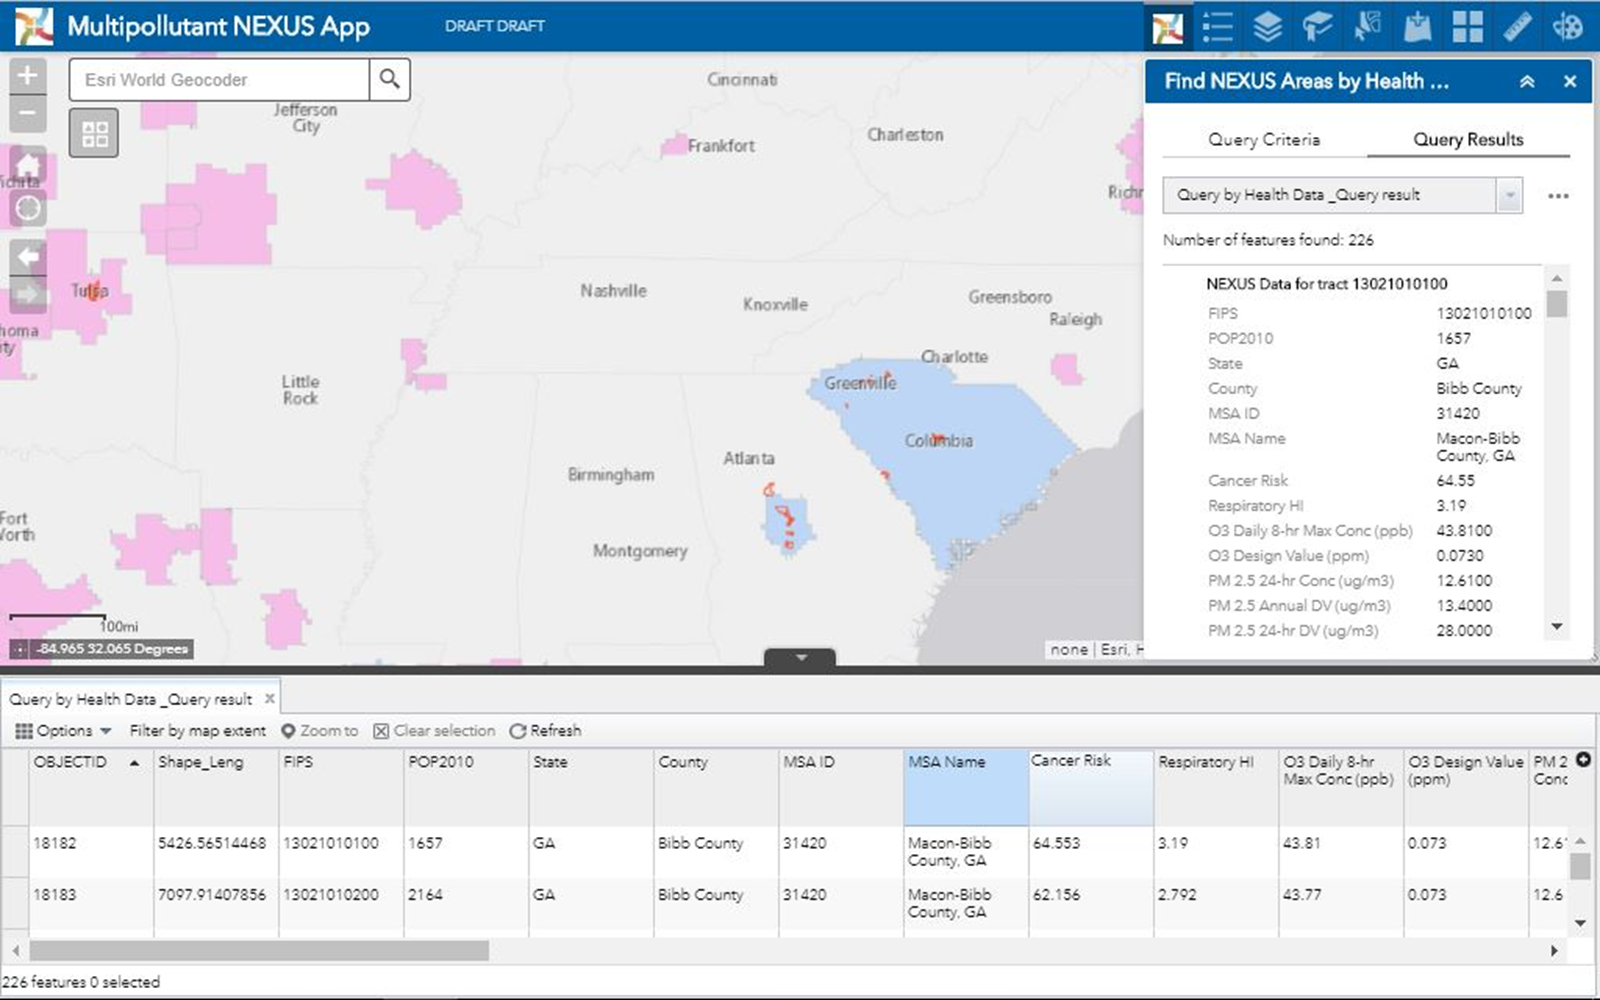 Multipollutant NEXUS App
DRAFT DRAFT
Esri World Geocoder
Cincinnati
Jefferson
City
Charleston
Frankfort
Tulsa
Nashville
Knoxville
Greensboro
Raleigh
Charlotte
Greenville
Little
Rock
Columbia
Atlanta
Birmingham
Fort
Montgomery
100mi
-84.965 32.065 Degrees
none | Esri, H
Find NEXUS Areas by Health ...
Query Criteria
Query Results
Query by Health Data _Query result
Number of features found: 226
NEXUS Data for tract 13021010100
FIPS 13021010100
POP2010 1657
State GA
County Bibb County
MSA ID 31420
MSA Name Macon-Bibb
County, GA
Cancer Risk 64.55
Respiratory HI 3.19
O3 Daily 8-hr Max Conc (ppb) 43.8100
O3 Design Value (ppm) 0.0730
PM 2.5 24-hr Conc (ug/m3) 12.6100
PM 2.5 Annual DV (ug/m3) 13.4000
PM 2.5 24-hr DV (ug/m3) 28.0000
Query by Health Data _Query result
Options Filter by map extent Zoom to Clear selection Refresh
OBJECTID Shape_Leng FIPS POP2010 State County MSA ID MSA Name Cancer Risk Respiratory HI O3 Daily 8-hr O3 Design Value PM 2
Max Conc (ppb) (ppm) Conc
18182 5426.56514468 13021010100 1657 GA Bibb County 31420 Macon-Bibb 64.553 3.19 43.81 0.073 12.6
County, GA
18183 7097.91407856 13021010200 2164 GA Bibb County 31420 Macon-Bibb 62.156 2.792 43.77 0.073 12.6
County, GA
226 features 0 selected